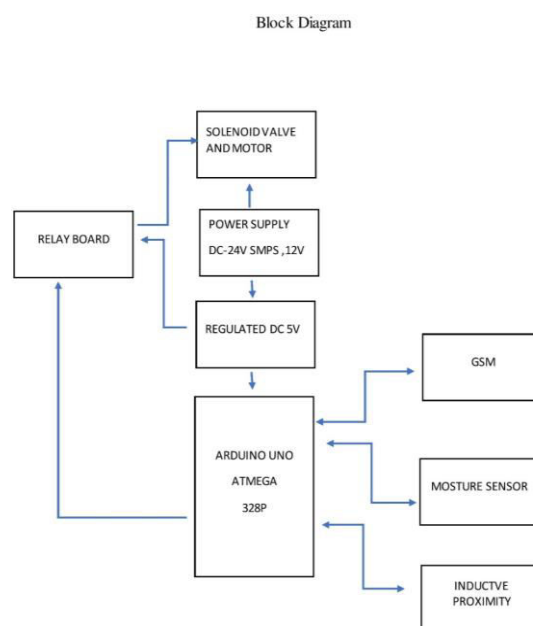 Block Diagram
SOLENOID VALVE
AND MOTOR
POWER SUPPLY
DC-24V SMPS ,12V
RELAY BOARD
REGULATED DC 5V
GSM
ARDUINO UNO
ATMEGA
328P
MOSTURE SENSOR
INDUCTVE
PROXIMITY